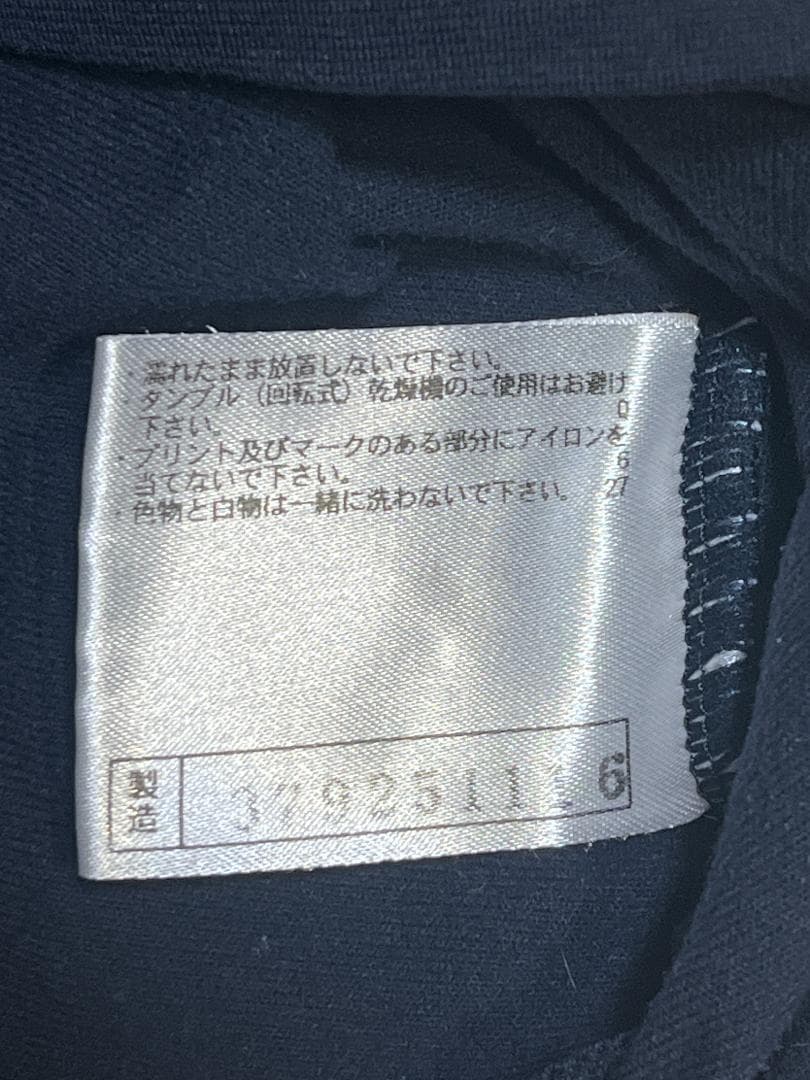 ・濡れたまま放置しないで下さい。
・タンブル（回転式）乾燥機のご使用はお避け
下さい。
0
・プリント及びマークのある部分にアイロンを
当てないで下さい。
6
・色物と白物は一緒に洗わないで下さい。
27
製造
379251116